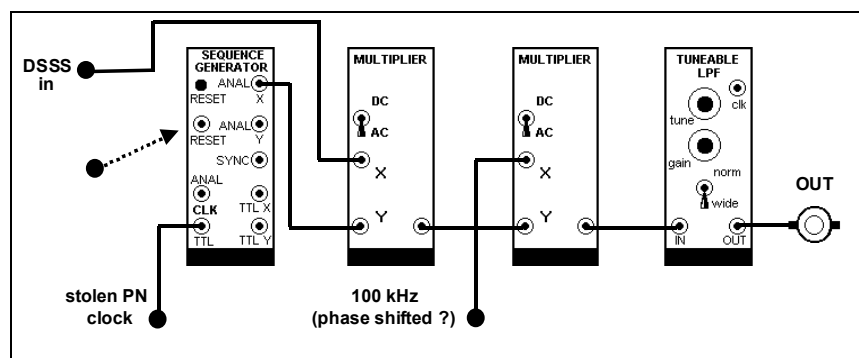 DSSS
in
SEQUENCE
GENERATOR
RESET
ANAL
X
RESET
ANAL
Y
SYNC
ANAL
CLK
TTL X
TTL
TTL Y
stolen PN
clock
MULTIPLIER
DC
AC
X
Y
100 kHz
(phase shifted ?)
MULTIPLIER
DC
AC
X
Y
TUNEABLE
LPF
clk
tune
gain
norm
wide
IN
OUT
OUT